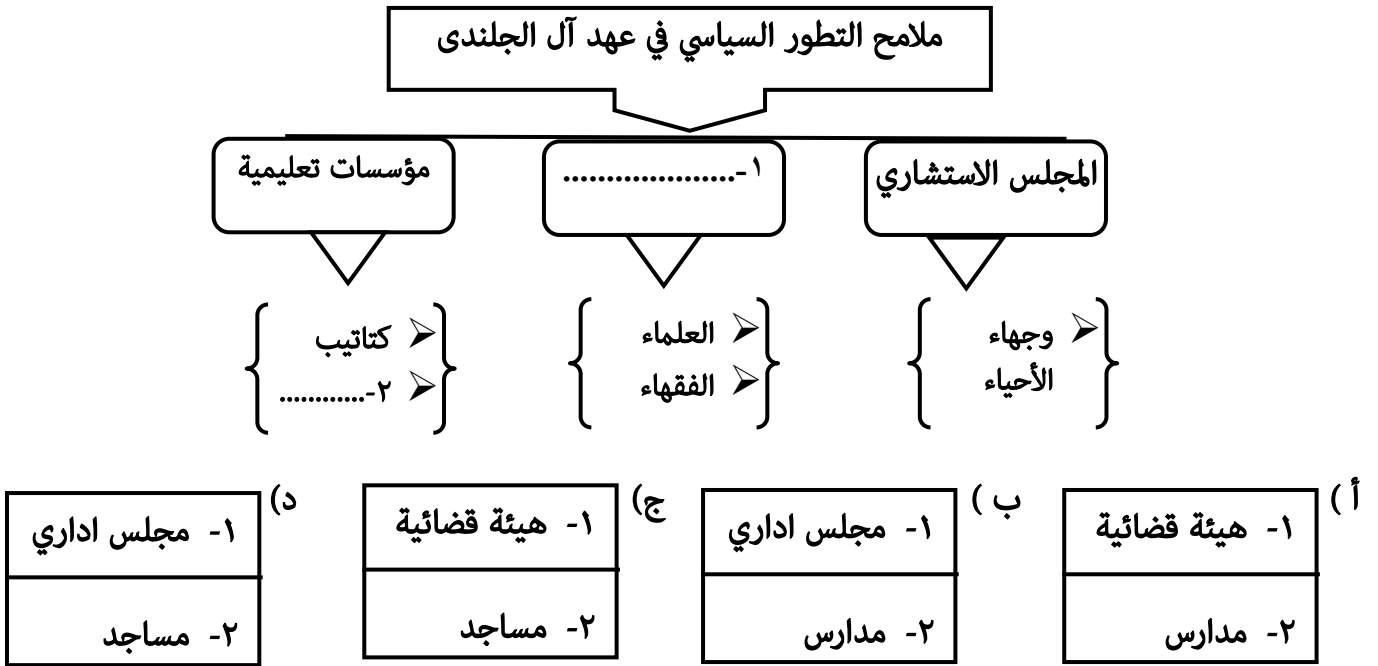 ملامح التطور السياسي في عهد آل الجلندى
المجلس الاستشاري
١-....................
مؤسسات تعليمية
وجهاء
الأحياء
العلماء
الفقهاء
كتاتيب
٢-............
أ )
١- هيئة قضائية
٢- مدارس
ب )
١- مجلس اداري
٢- مدارس
ج)
١- هيئة قضائية
٢- مساجد
د)
١- مجلس اداري
٢- مساجد